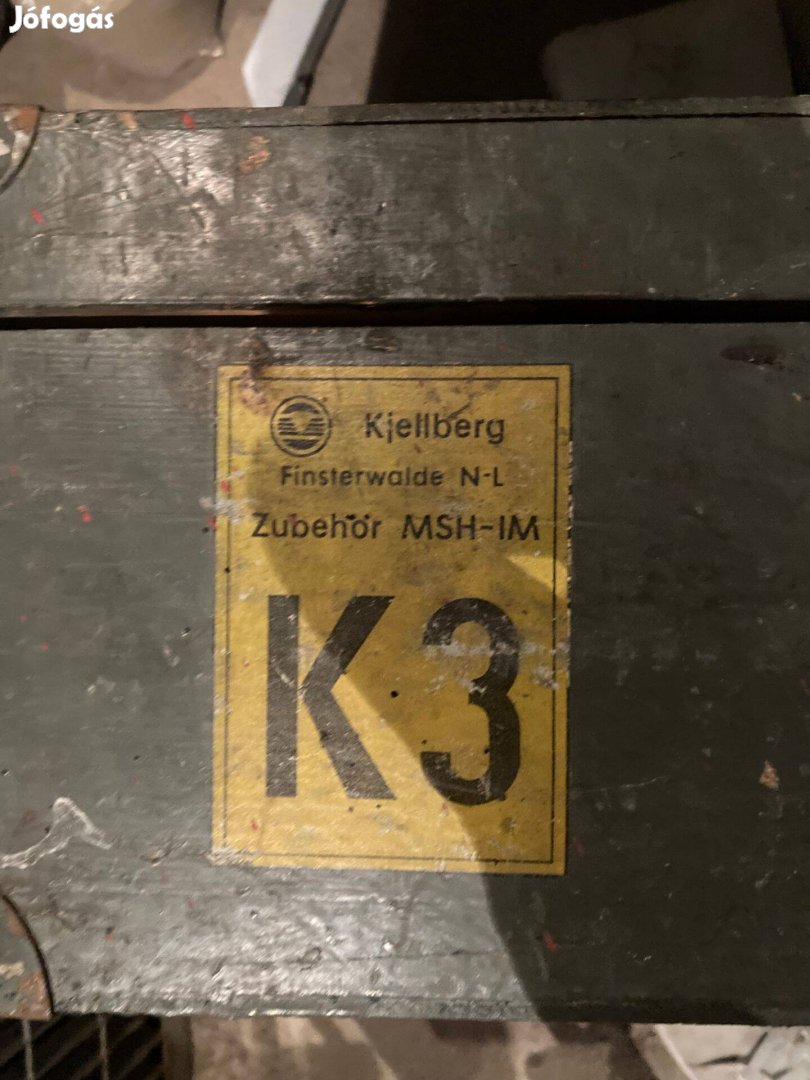 Jófogás
Kjellberg
Finsterwalde N-L
Zubehör MSH-IM
K3